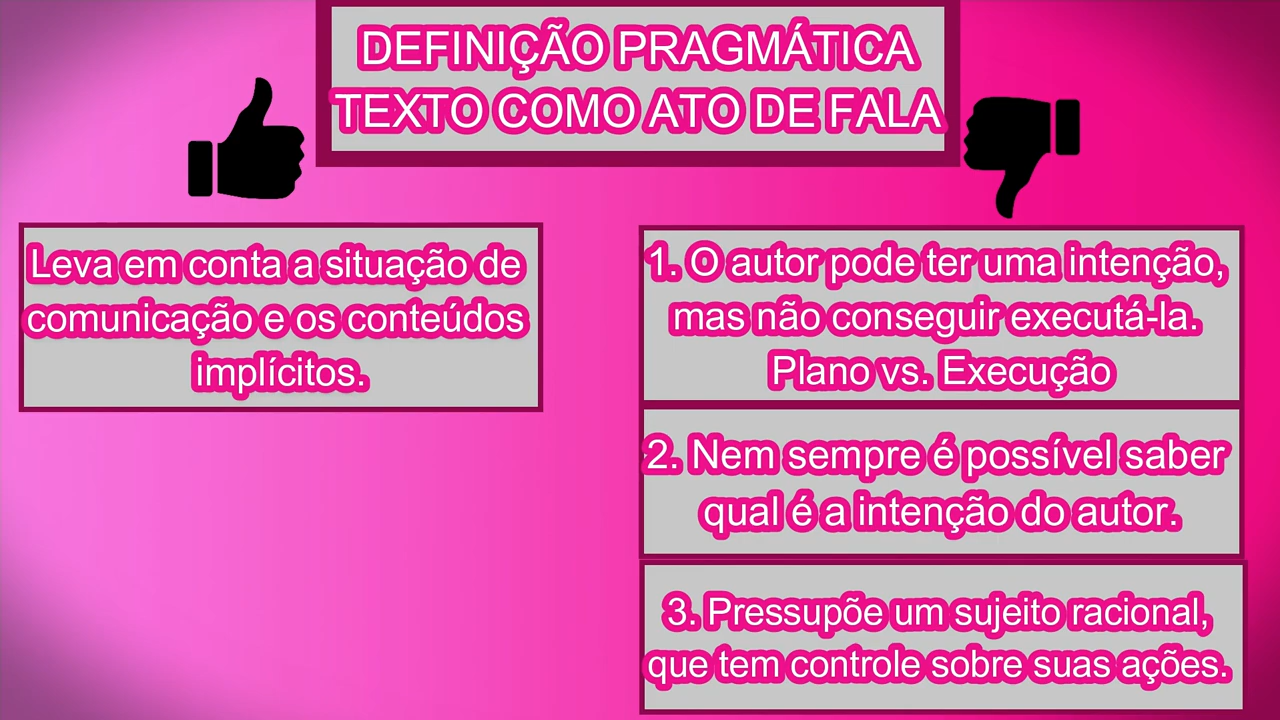 DEFINIÇÃO PRAGMÁTICA
TEXTO COMO ATO DE FALA
Leva em conta a situação de
comunicação e os conteúdos
implícitos.
1. O autor pode ter uma intenção,
mas não conseguir executá-la.
Plano vs. Execução
2. Nem sempre é possível saber
qual é a intenção do autor.
3. Pressupõe um sujeito racional,
que tem controle sobre suas ações.